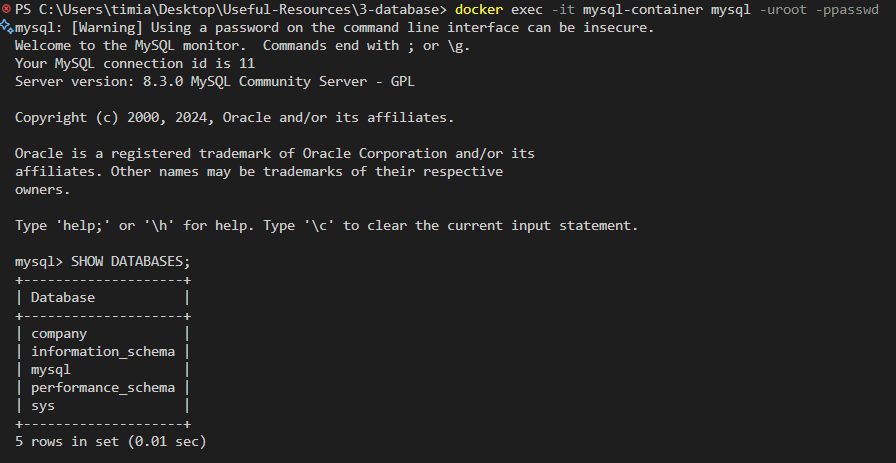 PS C:\Users\timia\Desktop\Useful-Resources\3-database> docker exec -it mysql-container mysql -uroot -ppasswd
mysql: [Warning] Using a password on the command line interface can be insecure.
Welcome to the MySQL monitor.  Commands end with ; or \g.
Your MySQL connection id is 11
Server version: 8.3.0 MySQL Community Server - GPL

Copyright (c) 2000, 2024, Oracle and/or its affiliates.

Oracle is a registered trademark of Oracle Corporation and/or its
affiliates. Other names may be trademarks of their respective
owners.

Type 'help;' or '\h' for help. Type '\c' to clear the current input statement.

mysql> SHOW DATABASES;
+--------------------+
| Database           |
+--------------------+
| company            |
| information_schema |
| mysql              |
| performance_schema |
| sys                |
+--------------------+
5 rows in set (0.01 sec)